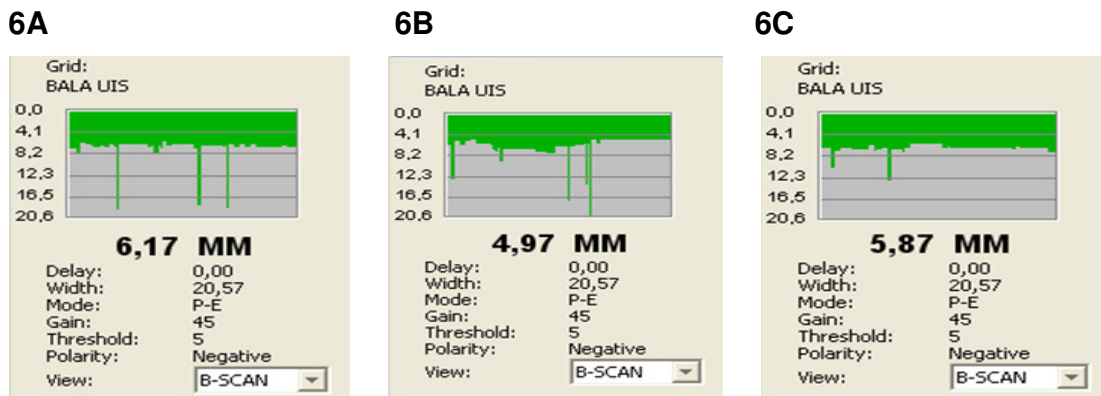 6A
Grid:
BALA UIS
0,0
4,1
8,2
12,3
16,5
20,6
6,17 MM
Delay: 0,00
Width: 20,57
Mode: P-E
Gain: 45
Threshold: 5
Polarity: Negative
View: B-SCAN
6B
Grid:
BALA UIS
0,0
4,1
8,2
12,3
16,5
20,6
4,97 MM
Delay: 0,00
Width: 20,57
Mode: P-E
Gain: 45
Threshold: 5
Polarity: Negative
View: B-SCAN
6C
Grid:
BALA UIS
0,0
4,1
8,2
12,3
16,5
20,6
5,87 MM
Delay: 0,00
Width: 20,57
Mode: P-E
Gain: 45
Threshold: 5
Polarity: Negative
View: B-SCAN